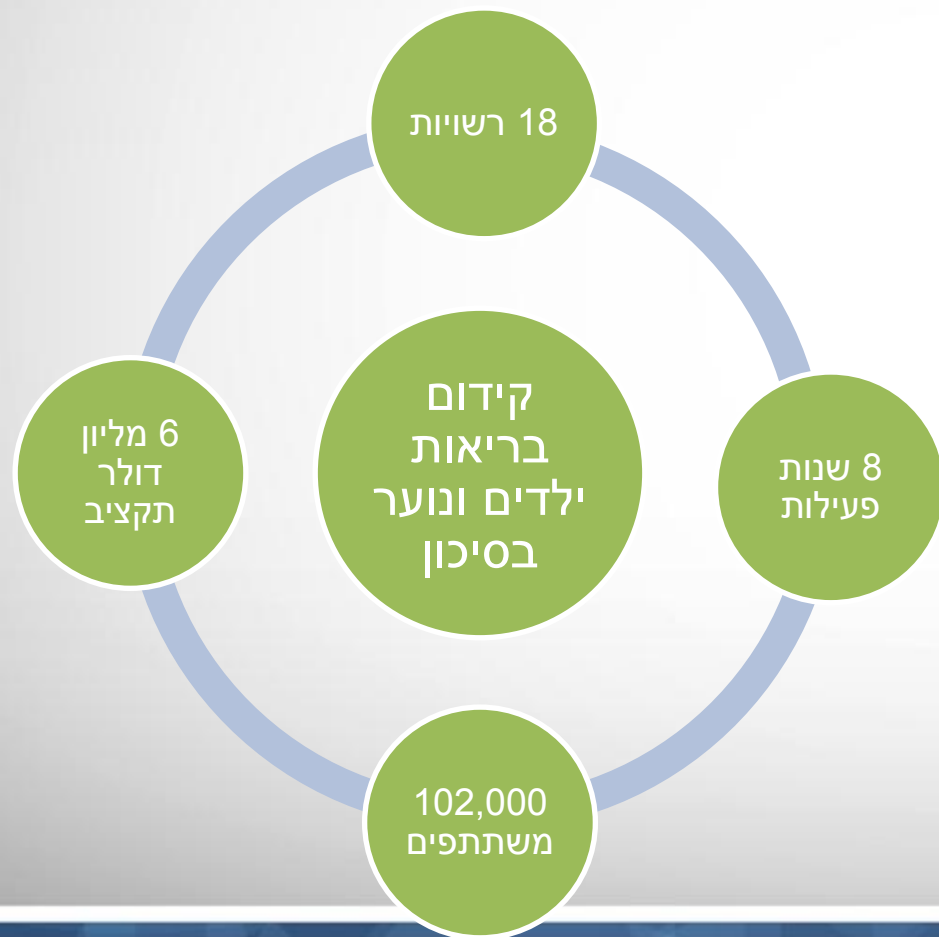 18 רשויות
6 מליון
דולר
תקציב
קידום
בריאות
ילדים ונוער
בסיכון
8 שנות
פעילות
102,000
משתתפים